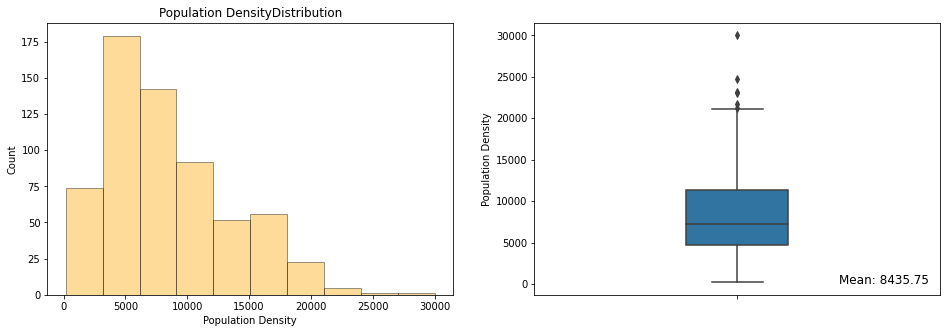 Population DensityDistribution
175
150
125
100
75
50
25
0
Count
0 5000 10000 15000 20000 25000 30000
Population Density
30000
25000
20000
15000
10000
5000
0
Population Density
Mean: 8435.75